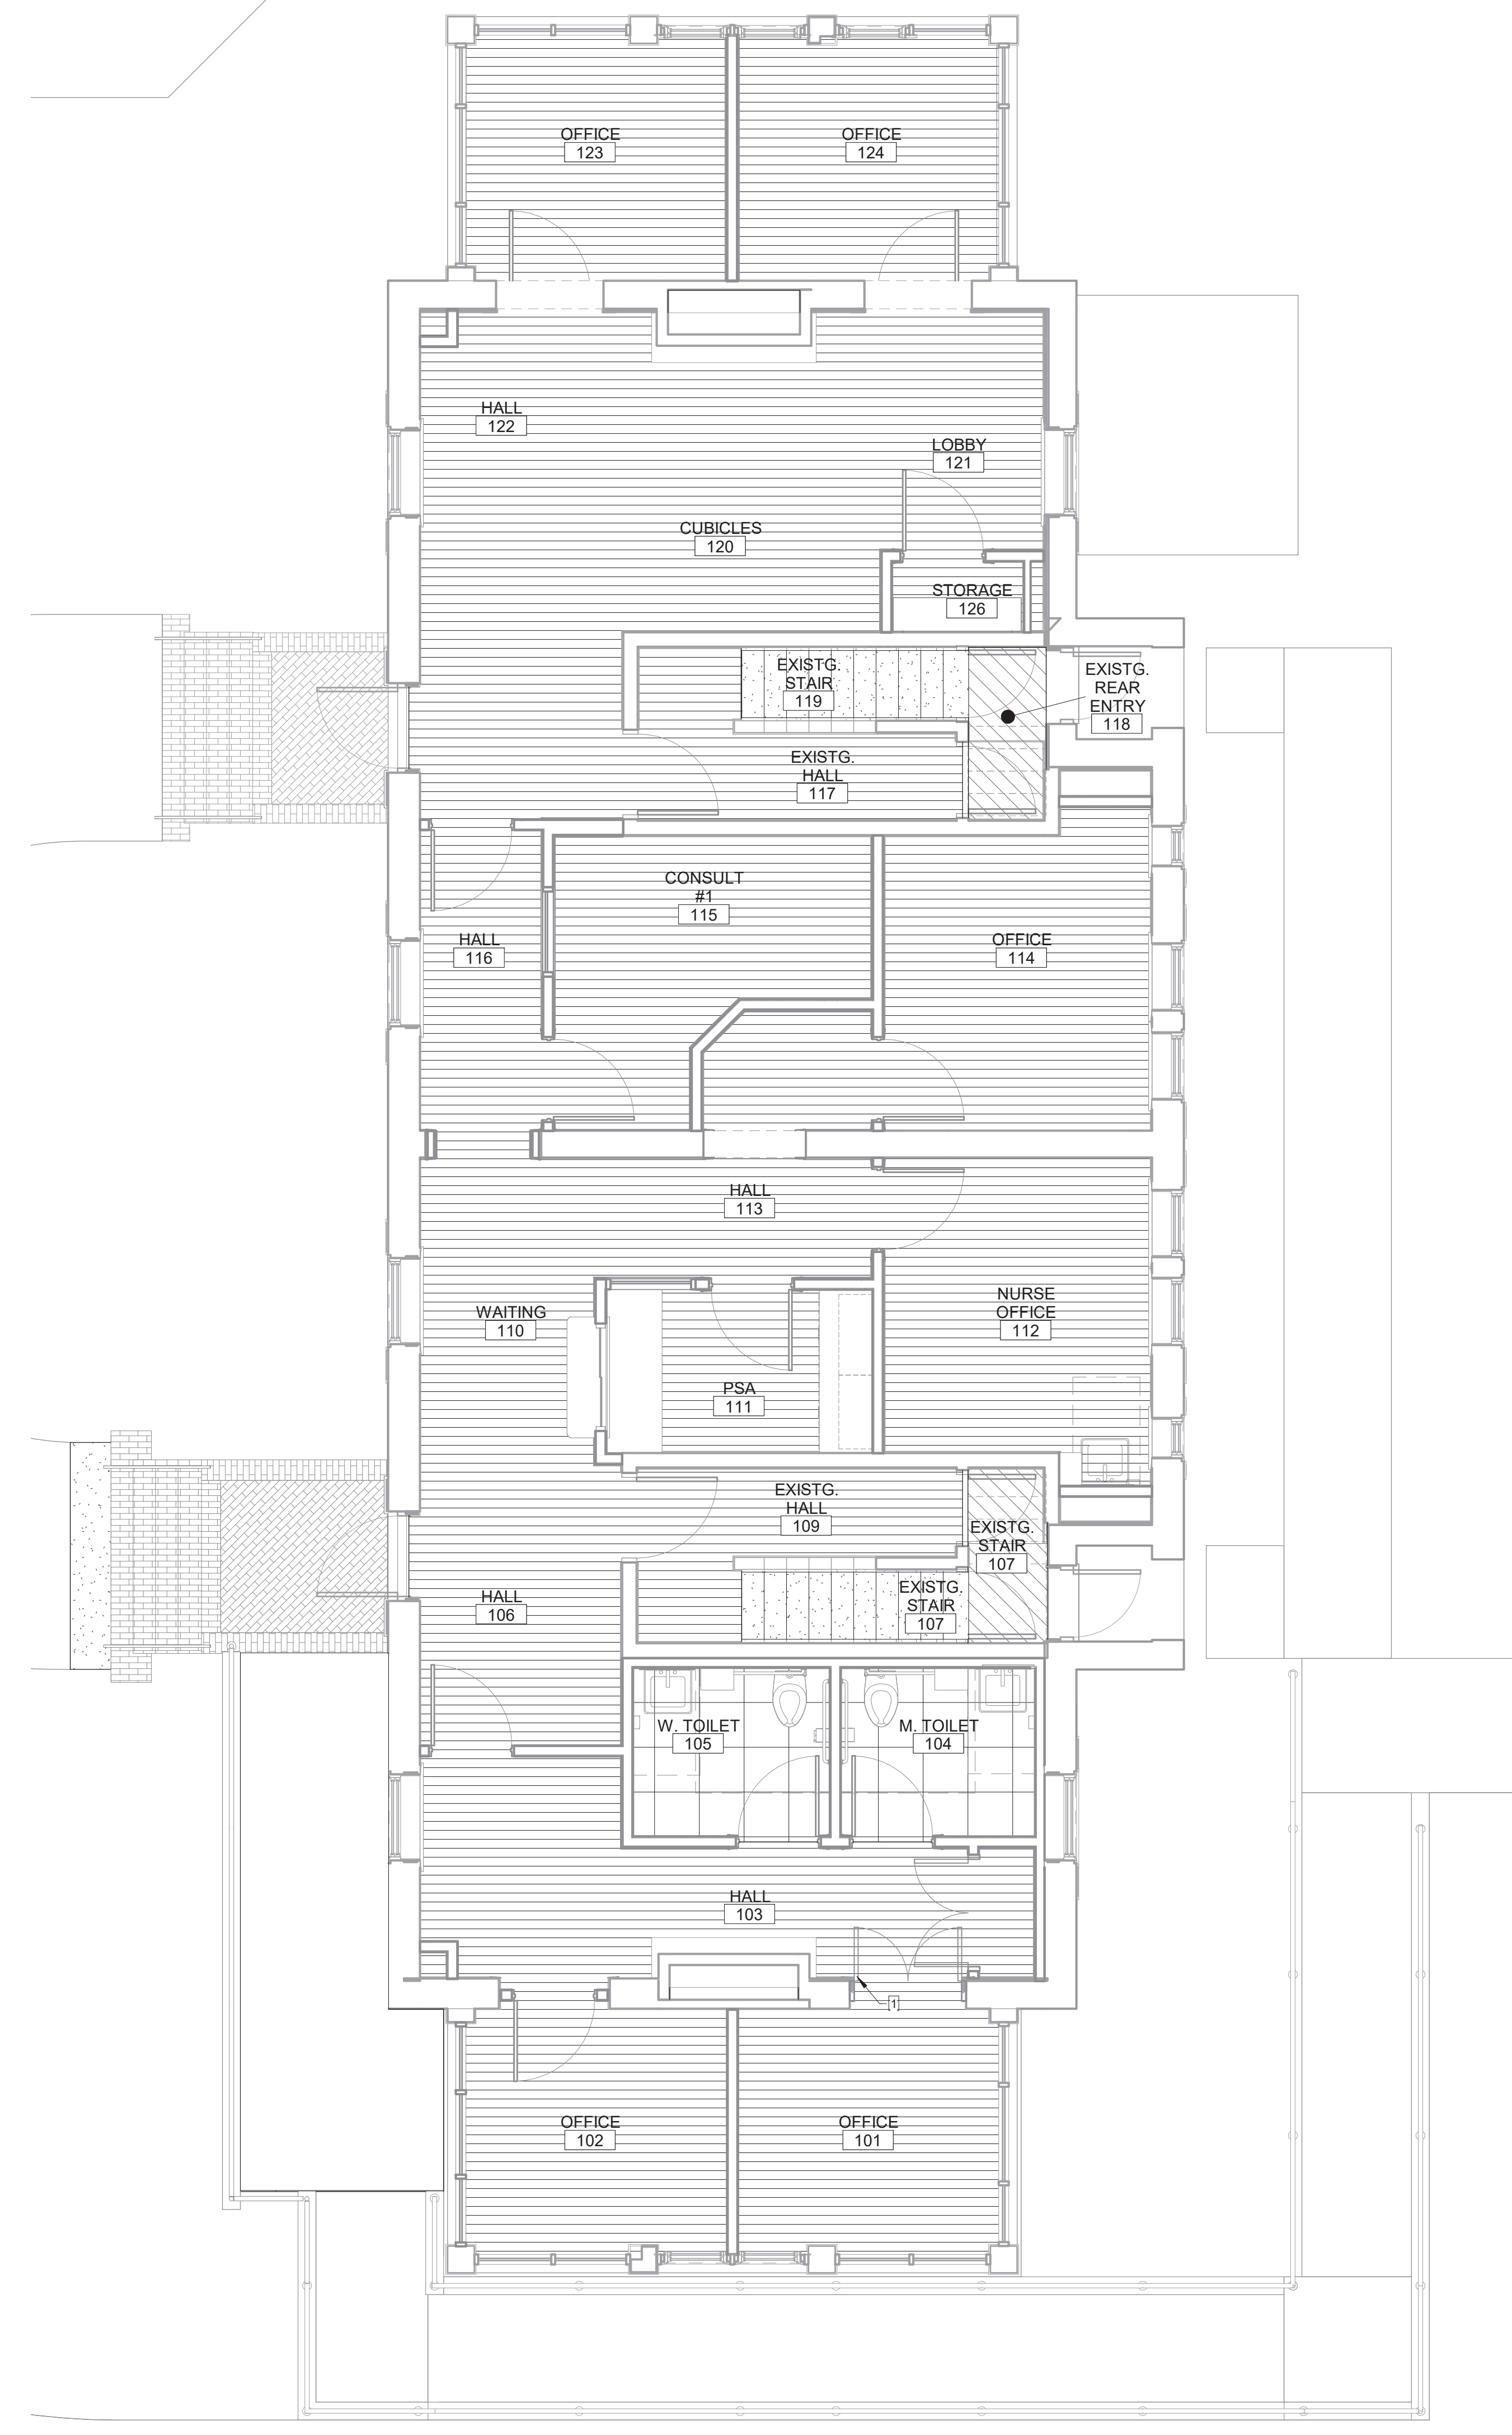 OFFICE
123
OFFICE
124
HALL
122
LOBBY
121
CUBICLES
120
STORAGE
126
EXISTG.
STAIR
119
EXISTG.
REAR
ENTRY
118
EXISTG.
HALL
117
CONSULT
#1
115
HALL
116
OFFICE
114
HALL
113
WAITING
110
NURSE
OFFICE
112
PSA
111
EXISTG.
HALL
109
EXISTG.
STAIR
107
EXISTG.
STAIR
107
HALL
106
W. TOILET
105
M. TOILET
104
HALL
103
1
OFFICE
102
OFFICE
101